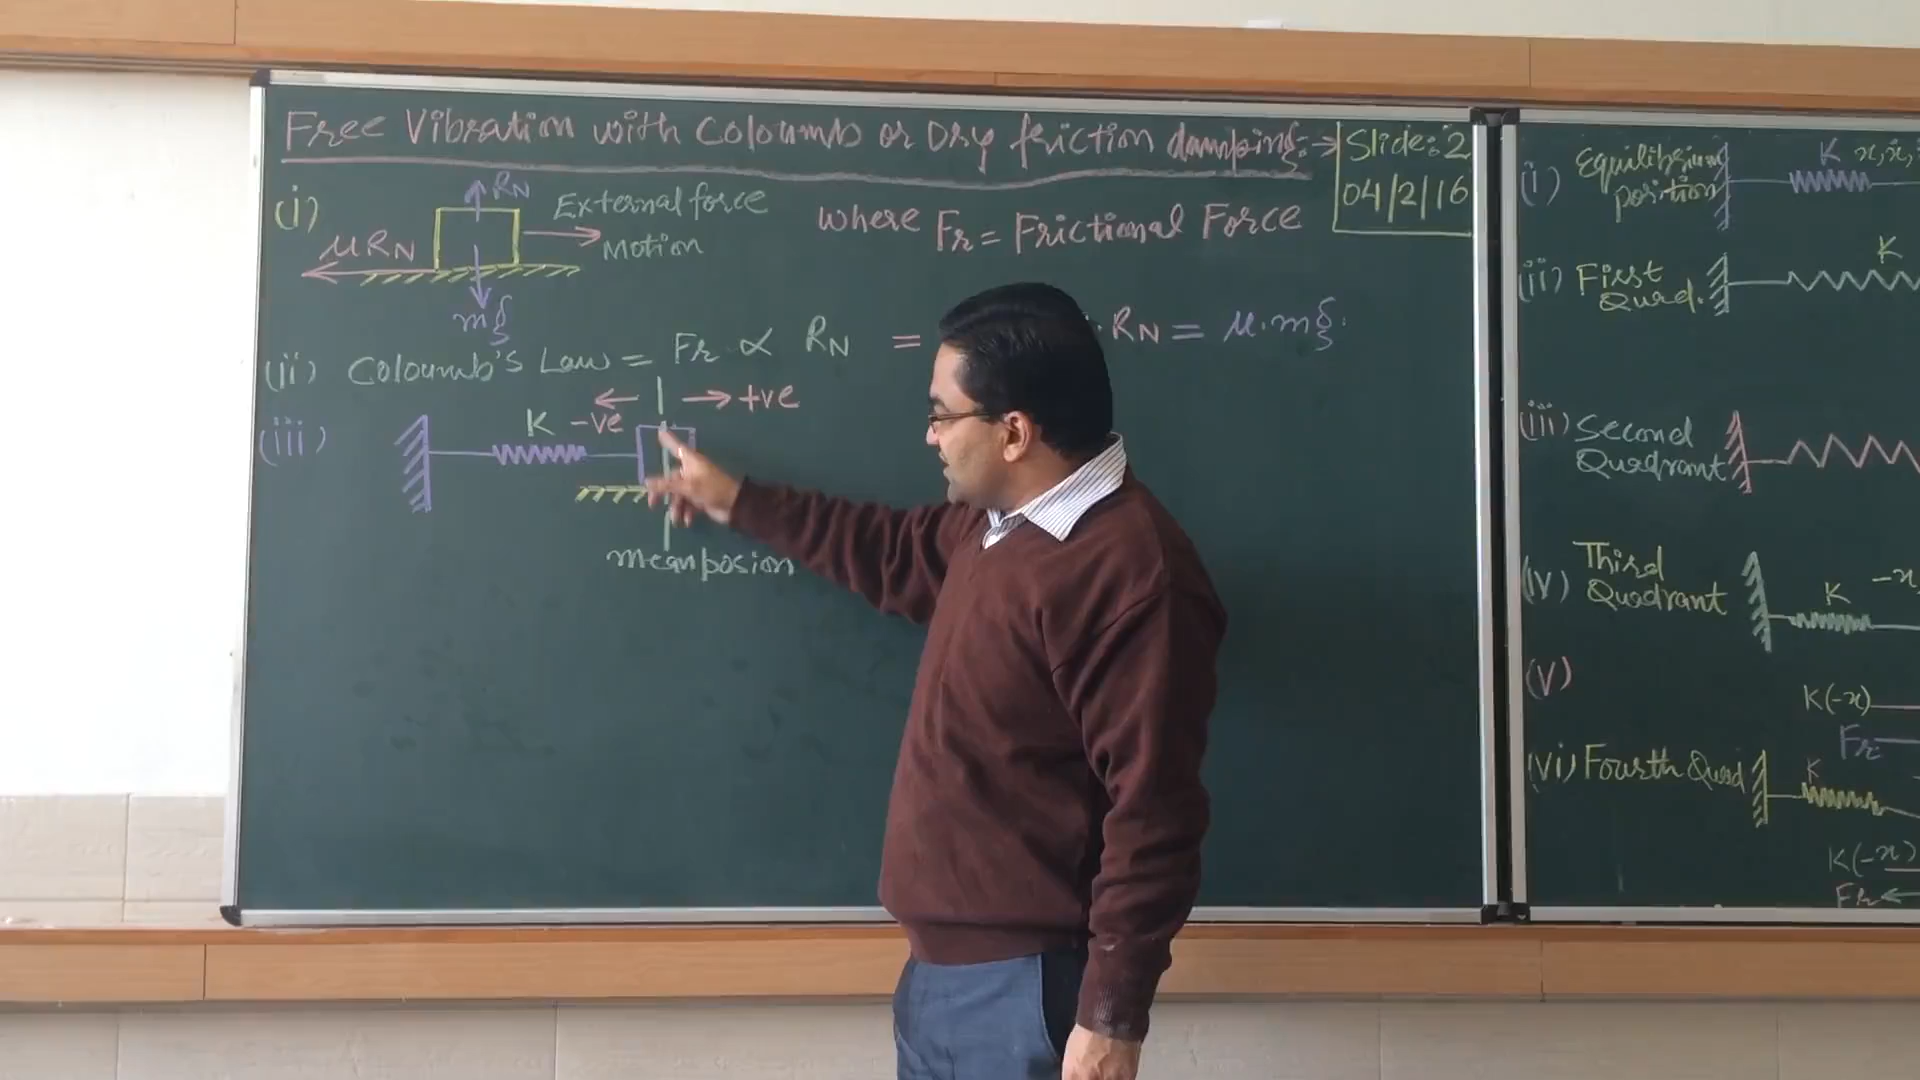 Free Vibration with Coloumb or Dry friction damping:→
Slide:2
04/2/16
(i)
RN
External force
Motion
μRN
mg
where Fr = Frictional Force
(ii) Coloumb's Law = Fr ∝ RN = . RN = μ.mg.
(iii)
K
-ve
+ve
mean posion
(i) Equilibrium
position
K
x, ẋ,
(ii) First
Quad.
K
(iii) Second
Quadrant
(iv) Third
Quadrant
K
-x
(v)
K(-x)
Fr
(vi) Fourth Quad
K
K(-x)
Fr ←